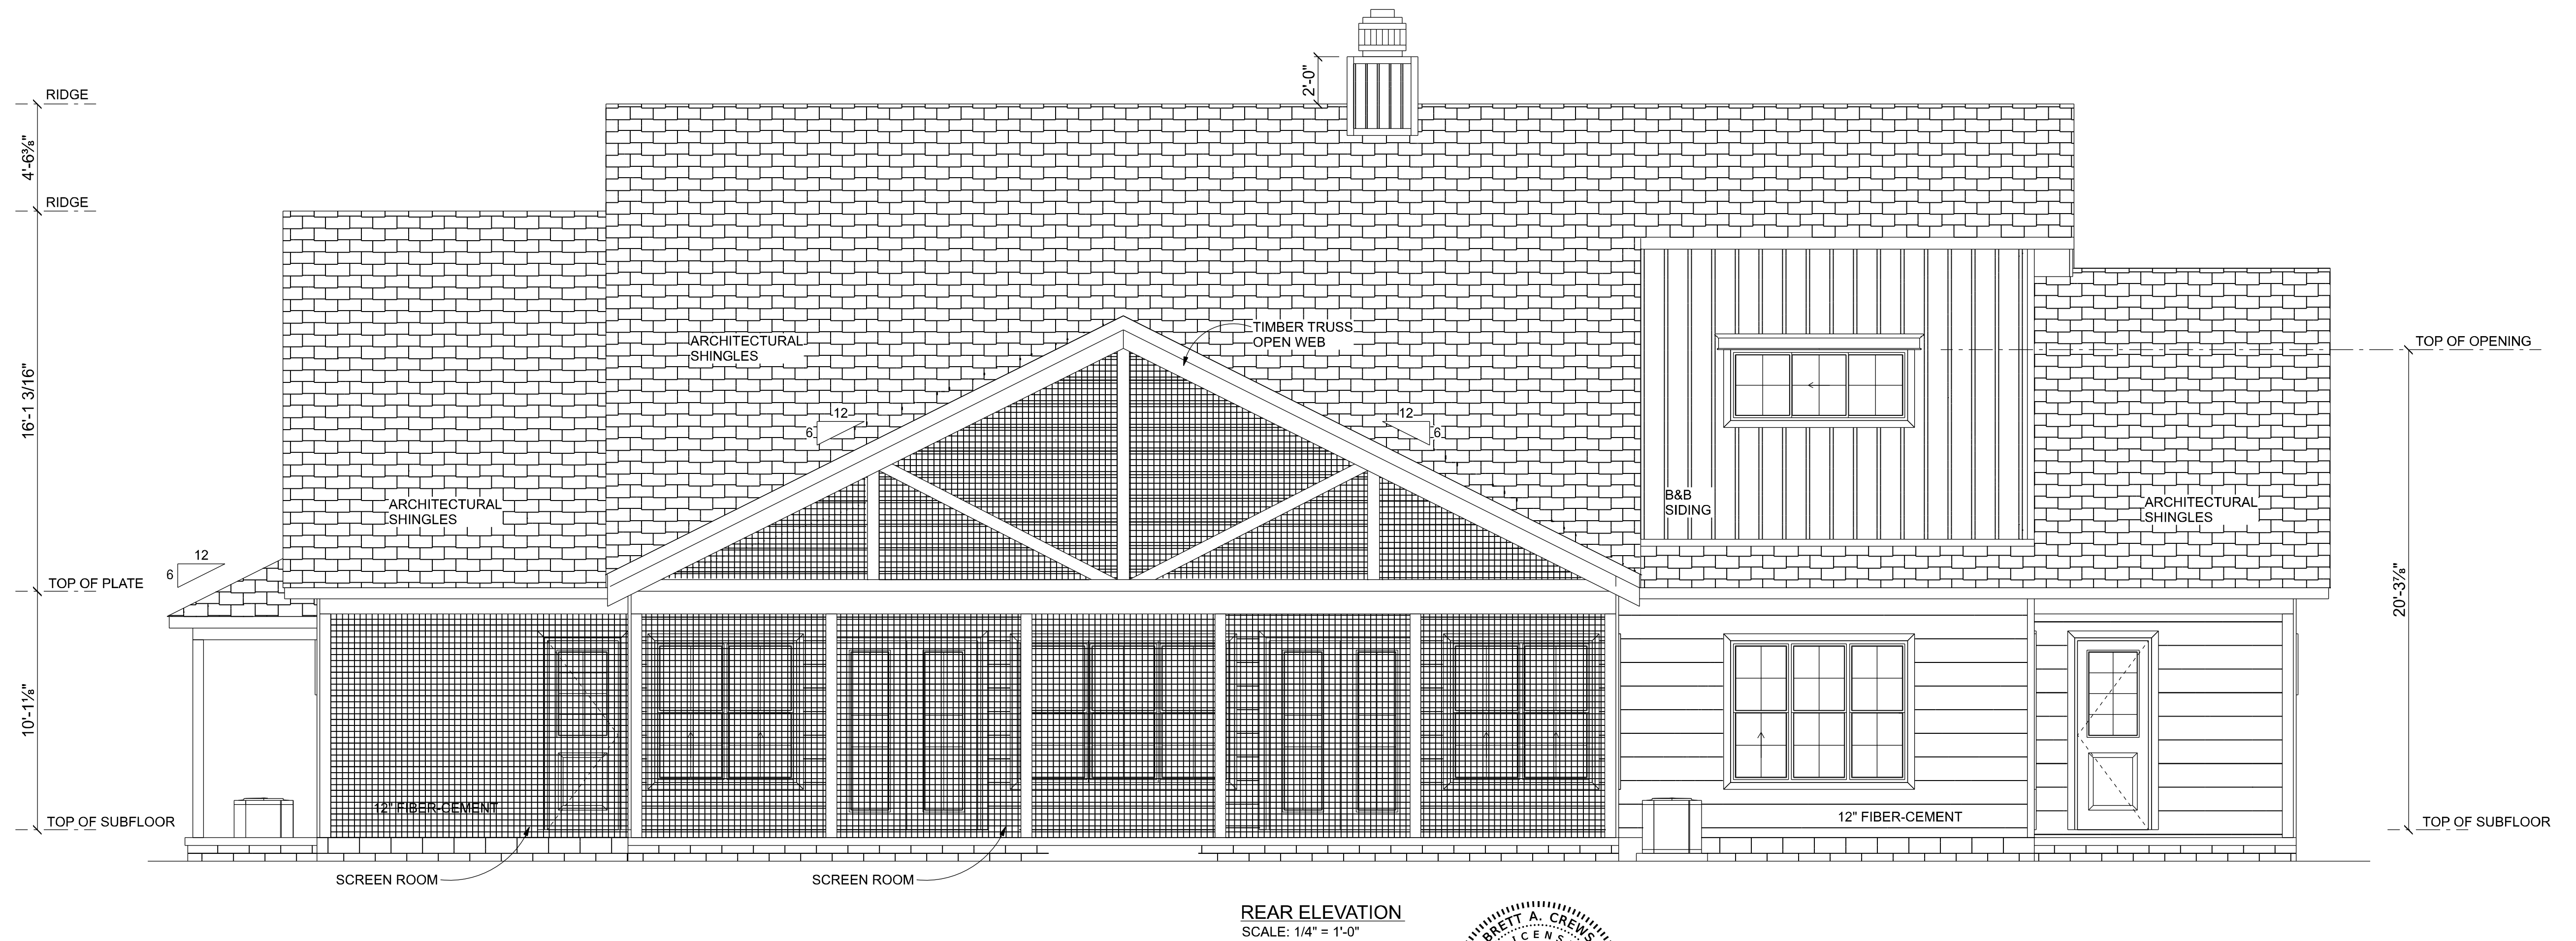 2'-0"
RIDGE
4'-6⅜"
RIDGE
TIMBER TRUSS
OPEN WEB
ARCHITECTURAL
SHINGLES
TOP OF OPENING
16'-1 3/16"
12
6
12
6
B&B
SIDING
ARCHITECTURAL
SHINGLES
ARCHITECTURAL
SHINGLES
12
6
TOP OF PLATE
20'-3⅞"
10'-1⅛"
12" FIBER-CEMENT
12" FIBER-CEMENT
TOP OF SUBFLOOR
TOP OF SUBFLOOR
SCREEN ROOM
SCREEN ROOM
REAR ELEVATION
SCALE: 1/4" = 1'-0"
BRETT A. CREWS